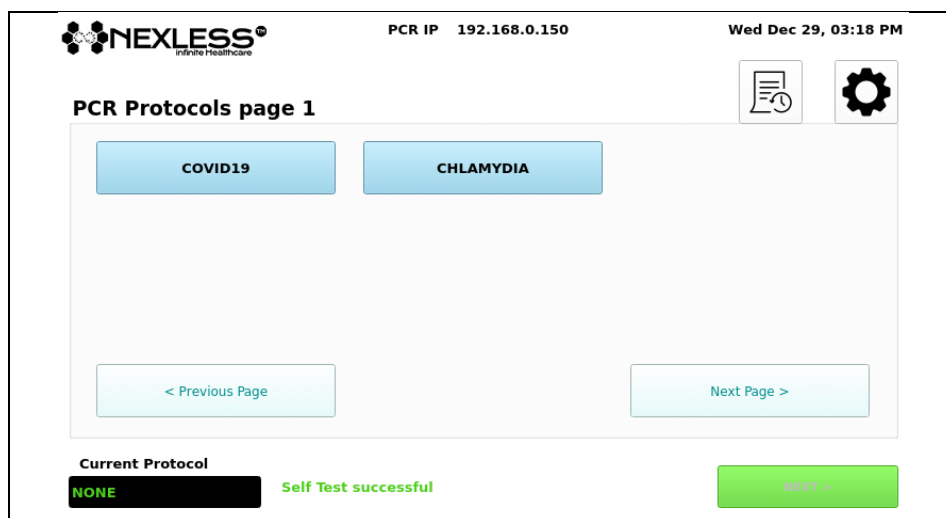 NEXLESS™
Infinite Healthcare
PCR IP 192.168.0.150
Wed Dec 29, 03:18 PM
PCR Protocols page 1
COVID19
CHLAMYDIA
< Previous Page
Next Page >
Current Protocol
NONE
Self Test successful
NEXT >